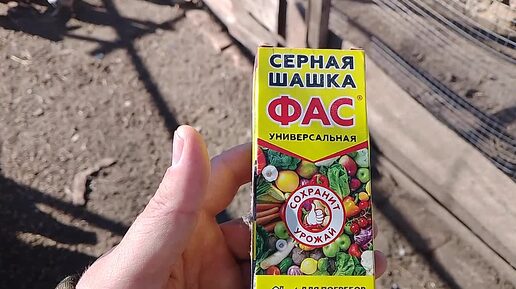 СЕРНАЯ
ШАШКА
ФАС®
УНИВЕРСАЛЬНАЯ
СОХРАНИТ
УРОЖАЙ
ДЛЯ ПОГРЕБОВ